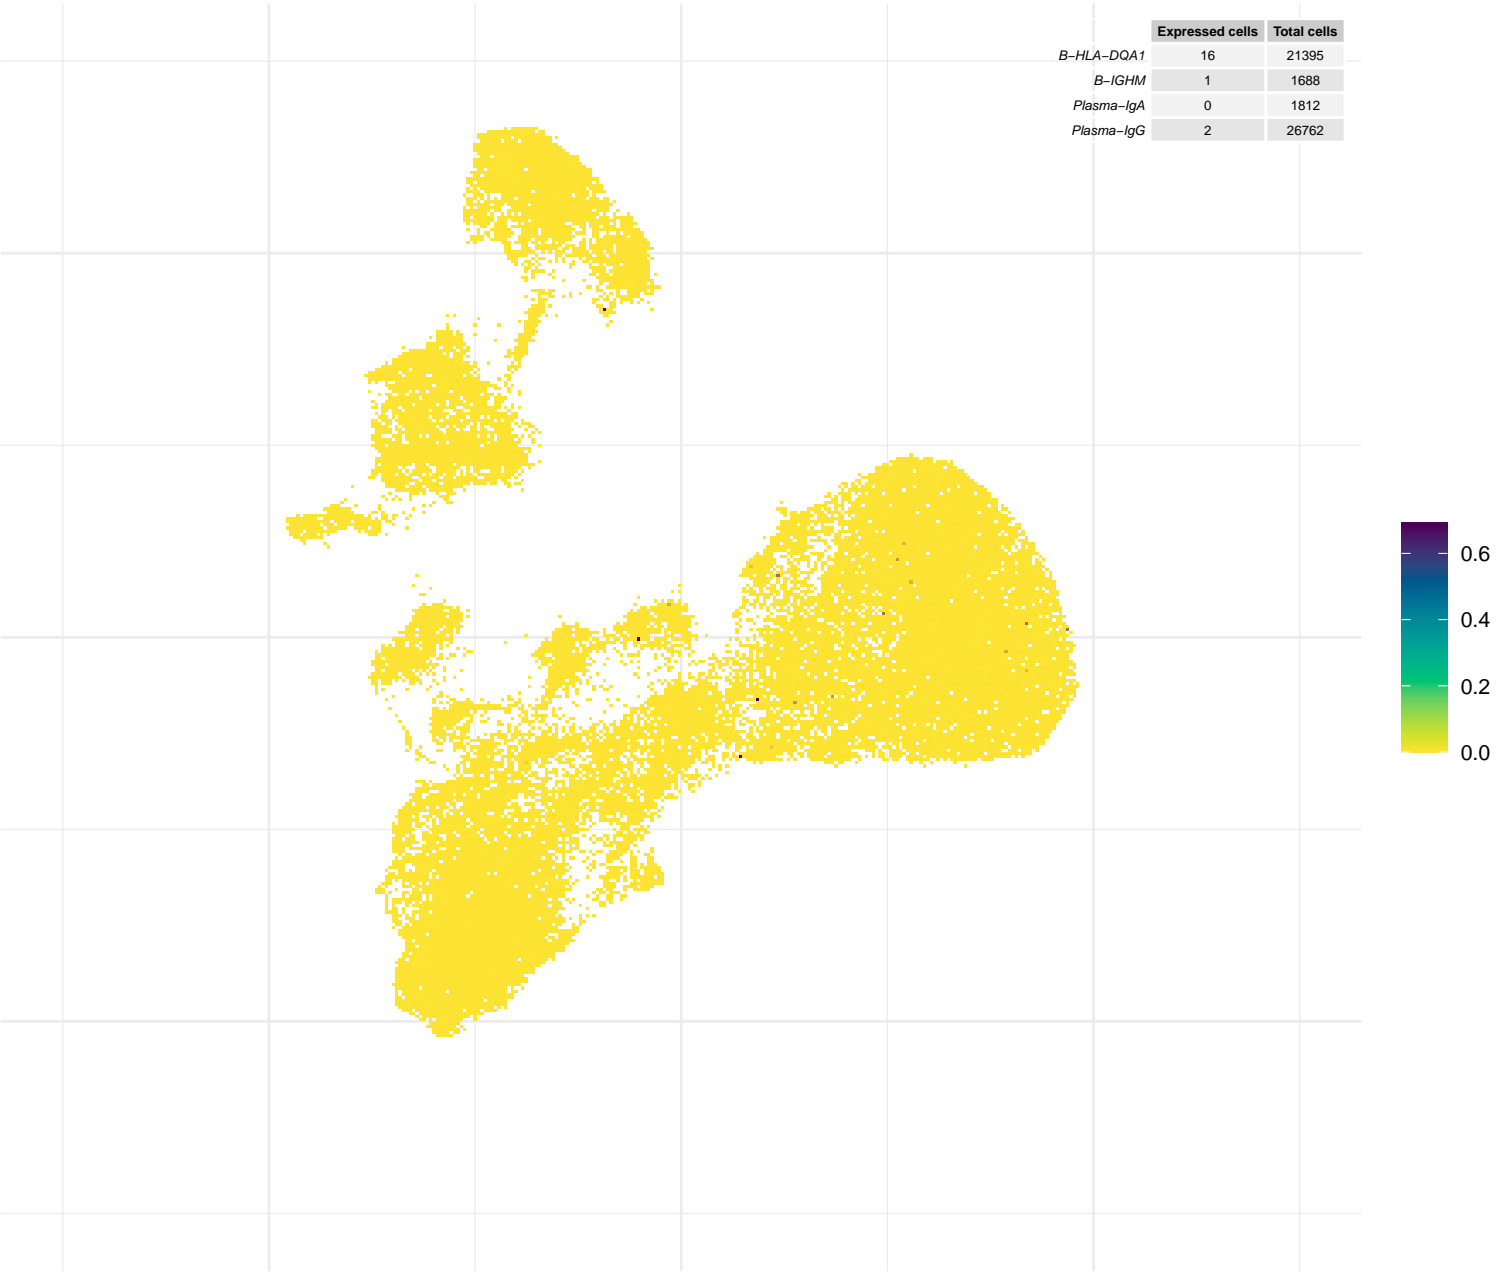 Expressed cells Total cells
B−HLA−DQA1 16 21395
B−IGHM 1 1688
Plasma−IgA 0 1812
Plasma−IgG 2 26762
0.6
0.4
0.2
0.0